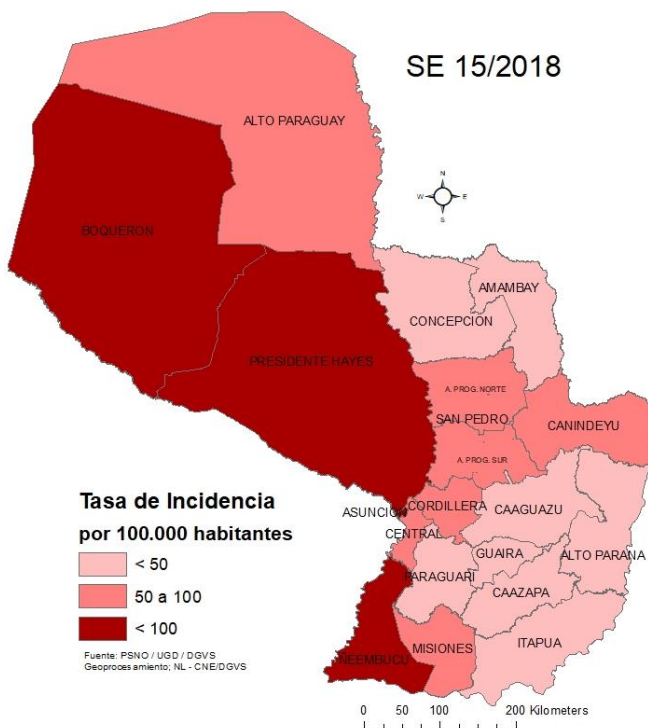 SE 15/2018
ALTO PARAGUAY
N
W E
S
BOQUERON
AMAMBAY
CONCEPCION
PRESIDENTE HAYES
A. PROG. NORTE
SAN PEDRO
CANINDEYU
A. PROG. SUR
Tasa de Incidencia
por 100.000 habitantes
< 50
50 a 100
< 100
Fuente: PSNO / UGD / DGVS
Geoprocesamiento; NL - CNE/DGVS
ASUNCION
CORDILLERA
CAAGUAZU
CENTRAL
GUAIRA
ALTO PARANA
PARAGUARI
CAAZAPA
ÑEEMBUCU
MISIONES
ITAPUA
0 50 100 200 Kilometers